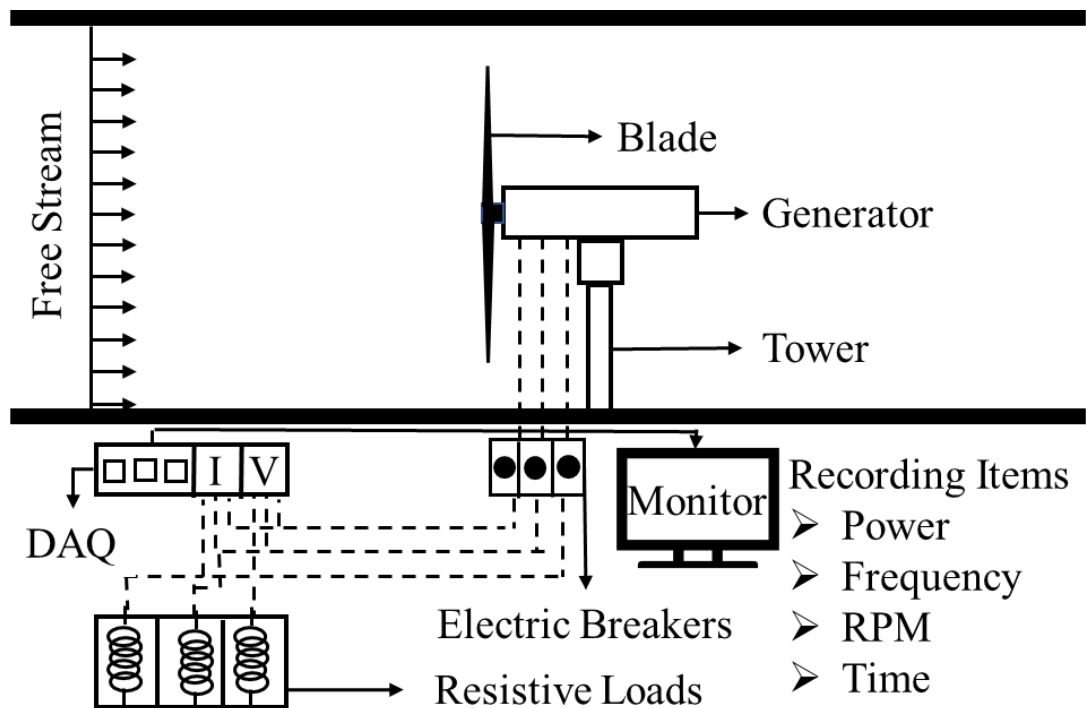 Free Stream
Blade
Generator
Tower
I V
DAQ
Monitor
Recording Items
➢ Power
➢ Frequency
➢ RPM
➢ Time
Electric Breakers
Resistive Loads